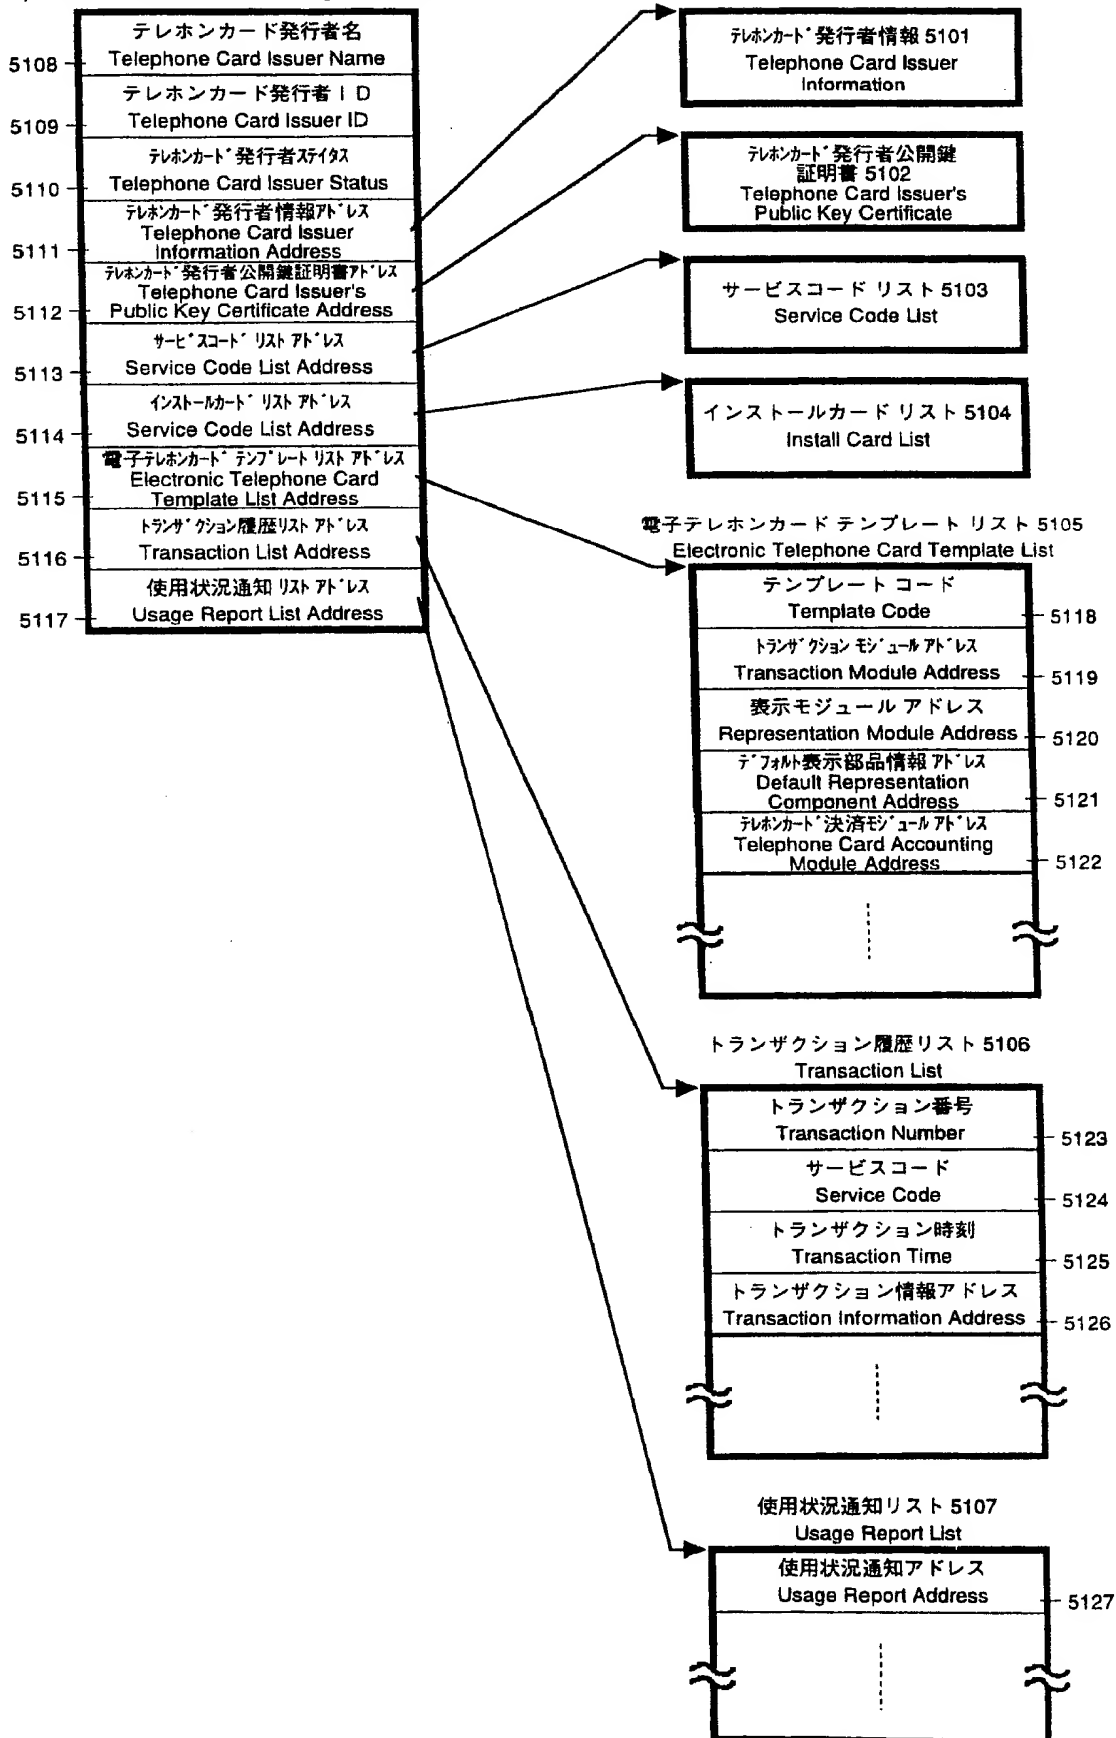 テレホンカード発行者名
5108
Telephone Card Issuer Name
テレホンカード発行者ID
5109
Telephone Card Issuer ID
テレホンカード発行者ステイタス
5110
Telephone Card Issuer Status
テレホンカード発行者情報アドレス
Telephone Card Issuer
5111
Information Address
テレホンカード発行者公開鍵証明書アドレス
Telephone Card Issuer's
5112
Public Key Certificate Address
サービスコード リスト アドレス
5113
Service Code List Address
インストールカード リスト アドレス
5114
Service Code List Address
電子テレホンカード テンプレート リスト アドレス
Electronic Telephone Card
5115
Template List Address
トランザクション履歴リスト アドレス
5116
Transaction List Address
使用状況通知 リスト アドレス
5117
Usage Report List Address
テレホンカード発行者情報 5101
Telephone Card Issuer
Information
テレホンカード発行者公開鍵
証明書 5102
Telephone Card Issuer's
Public Key Certificate
サービスコード リスト 5103
Service Code List
インストールカード リスト 5104
Install Card List
電子テレホンカード テンプレート リスト 5105
Electronic Telephone Card Template List
テンプレート コード
Template Code
5118
トランザクション モジュール アドレス
Transaction Module Address
5119
表示モジュール アドレス
Representation Module Address
5120
デフォルト表示部品情報 アドレス
Default Representation
Component Address
5121
テレホンカード決済モジュール アドレス
Telephone Card Accounting
Module Address
5122
トランザクション履歴リスト 5106
Transaction List
トランザクション番号
Transaction Number
5123
サービスコード
Service Code
5124
トランザクション時刻
Transaction Time
5125
トランザクション情報アドレス
Transaction Information Address
5126
使用状況通知リスト 5107
Usage Report List
使用状況通知アドレス
Usage Report Address
5127